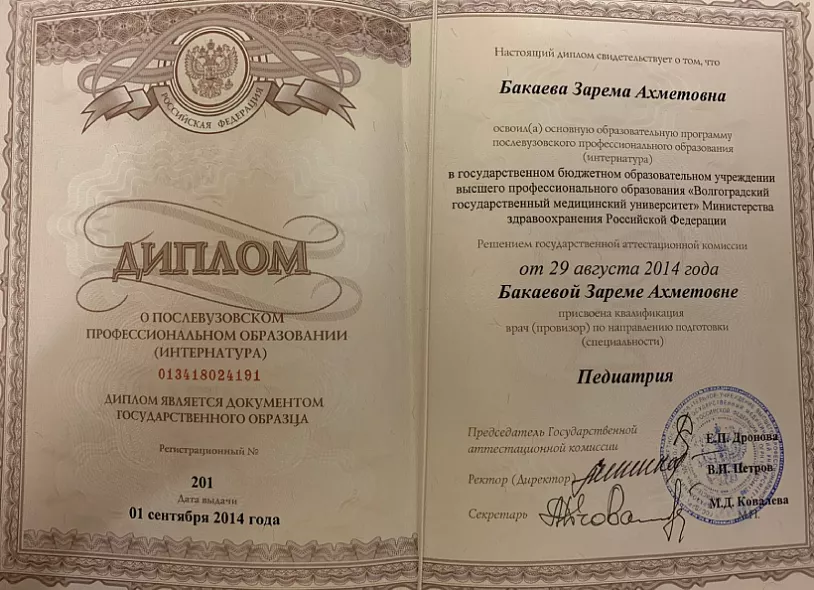 РОССИЙСКАЯ ФЕДЕРАЦИЯ
ДИПЛОМ
О ПОСЛЕВУЗОВСКОМ
ПРОФЕССИОНАЛЬНОМ ОБРАЗОВАНИИ
(ИНТЕРНАТУРА)
013418024191
ДИПЛОМ ЯВЛЯЕТСЯ ДОКУМЕНТОМ
ГОСУДАРСТВЕННОГО ОБРАЗЦА
Регистрационный №
201
Дата выдачи
01 сентября 2014 года
Настоящий диплом свидетельствует о том, что
Бакаева Зарема Ахметовна
освоил(а) основную образовательную программу
послевузовского профессионального образования
(интернатура)
в государственном бюджетном образовательном учреждении
высшего профессионального образования «Волгоградский
государственный медицинский университет» Министерства
здравоохранения Российской Федерации
Решением государственной аттестационной комиссии
от 29 августа 2014 года
Бакаевой Зареме Ахметовне
присвоена квалификация
врач (провизор) по направлению подготовки
(специальности)
Педиатрия
Председатель Государственной
аттестационной комиссии
Е.П. Дронова
Ректор (Директор)
В.И. Петров
Секретарь
М.Д. Ковалева
М.П.